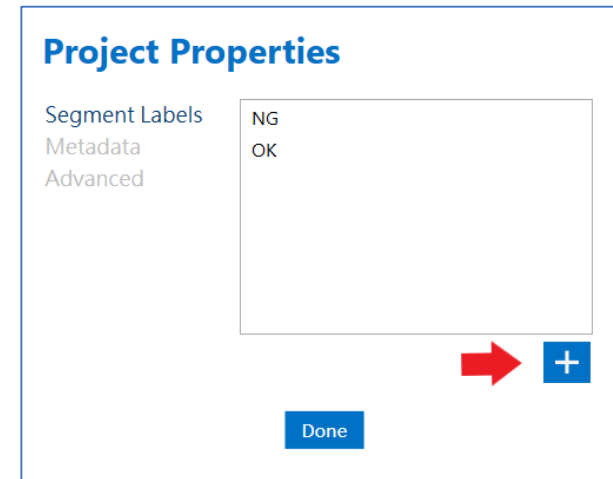 Project Properties
Segment Labels
Metadata
Advanced
NG
OK
+
Done